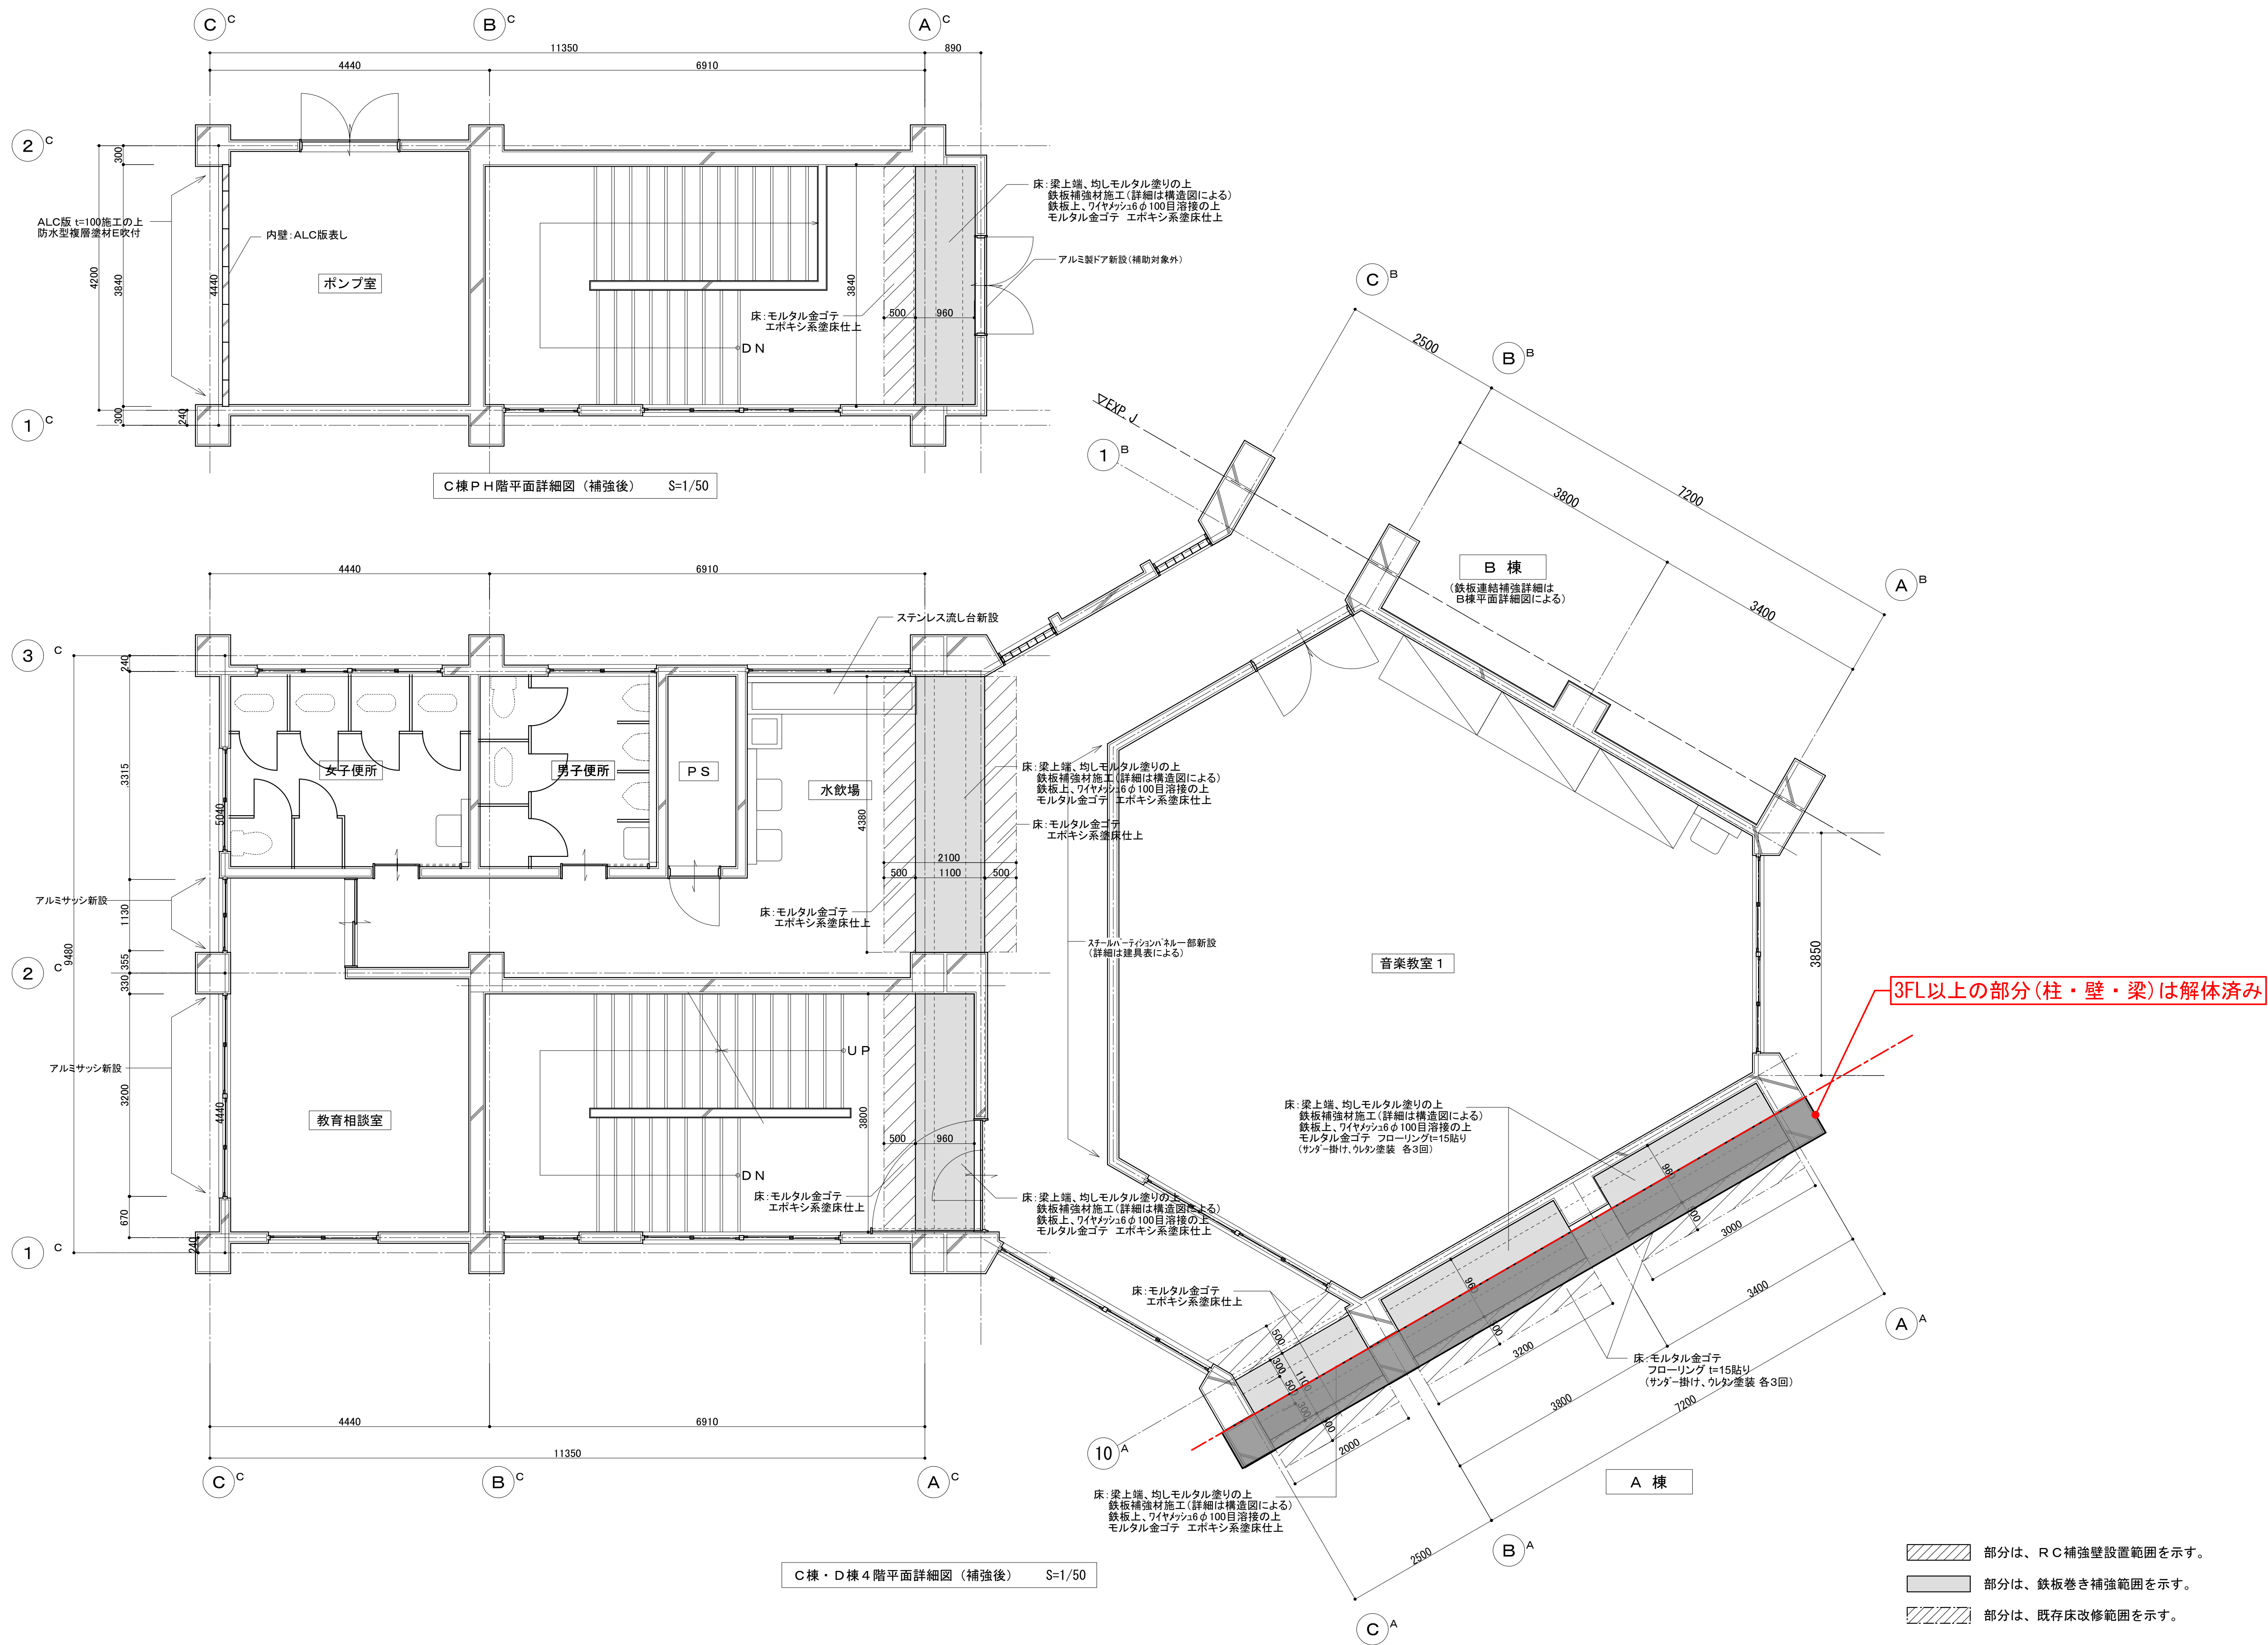 C C
B C
A C
11350
890
4440
6910
2 C
300
4200
3840
4440
300
240
1 C
ALC版 t=100施工の上
防水型複層塗材E吹付
内壁:ALC版表し
ポンプ室
床:モルタル金ゴテ
エポキシ系塗床仕上
DN
3840
500
960
床:梁上端、均しモルタル塗りの上
鉄板補強材施工(詳細は構造図による)
鉄板上、ワイヤメッシュ6φ100目溶接の上
モルタル金ゴテ エポキシ系塗床仕上
アルミ製ドア新設(補助対象外)
C棟PH階平面詳細図(補強後) S=1/50
C B
B B
A B
1 B
▽EXP.J
2500
7200
3800
3400
B 棟
(鉄板連結補強詳細は
B棟平面詳細図による)
4440
6910
ステンレス流し台新設
3 C
240
3315
5040
1130
9480
355
330
2 C
3200
4440
670
240
1 C
女子便所
男子便所
PS
水飲場
4380
2100
500
1100
500
床:梁上端、均しモルタル塗りの上
鉄板補強材施工(詳細は構造図による)
鉄板上、ワイヤメッシュ6φ100目溶接の上
モルタル金ゴテ エポキシ系塗床仕上
床:モルタル金ゴテ
エポキシ系塗床仕上
床:モルタル金ゴテ
エポキシ系塗床仕上
アルミサッシ新設
スチールパーティションパネル一部新設
(詳細は建具表による)
音楽教室1
3850
3FL以上の部分(柱・壁・梁)は解体済み
アルミサッシ新設
教育相談室
UP
DN
3800
500
960
床:モルタル金ゴテ
エポキシ系塗床仕上
床:梁上端、均しモルタル塗りの上
鉄板補強材施工(詳細は構造図による)
鉄板上、ワイヤメッシュ6φ100目溶接の上
モルタル金ゴテ エポキシ系塗床仕上
床:梁上端、均しモルタル塗りの上
鉄板補強材施工(詳細は構造図による)
鉄板上、ワイヤメッシュ6φ100目溶接の上
モルタル金ゴテ フローリングt=15貼り
(サンダー掛け、ウレタン塗装 各3回)
960
3000
960
3200
床:モルタル金ゴテ
エポキシ系塗床仕上
500
300
500
1100
300
500
2000
床:モルタル金ゴテ
フローリング t=15貼り
(サンダー掛け、ウレタン塗装 各3回)
3400
3800
7200
2500
A A
10 A
B A
C A
A 棟
床:梁上端、均しモルタル塗りの上
鉄板補強材施工(詳細は構造図による)
鉄板上、ワイヤメッシュ6φ100目溶接の上
モルタル金ゴテ エポキシ系塗床仕上
4440
6910
11350
C C
B C
A C
C棟・D棟4階平面詳細図(補強後) S=1/50
部分は、RC補強壁設置範囲を示す。
部分は、鉄板巻き補強範囲を示す。
部分は、既存床改修範囲を示す。